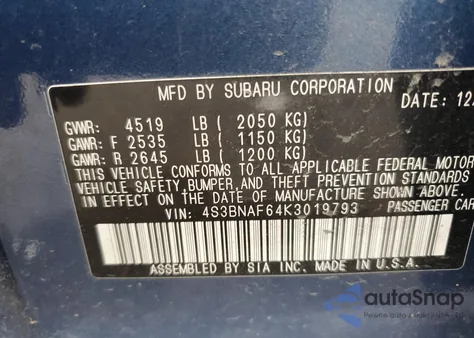 MFD BY SUBARU CORPORATION
DATE: 12
GVWR: 4519 LB ( 2050 KG)
GAWR: F 2535 LB ( 1150 KG)
GAWR: R 2645 LB ( 1200 KG)
THIS VEHICLE CONFORMS TO ALL APPLICABLE FEDERAL MOTOR
VEHICLE SAFETY, BUMPER, AND THEFT PREVENTION STANDARDS
IN EFFECT ON THE DATE OF MANUFACTURE SHOWN ABOVE.
VIN: 4S3BNAF64K3019793 PASSENGER CAR
ASSEMBLED BY SIA INC. MADE IN U.S.A.
autoSnap